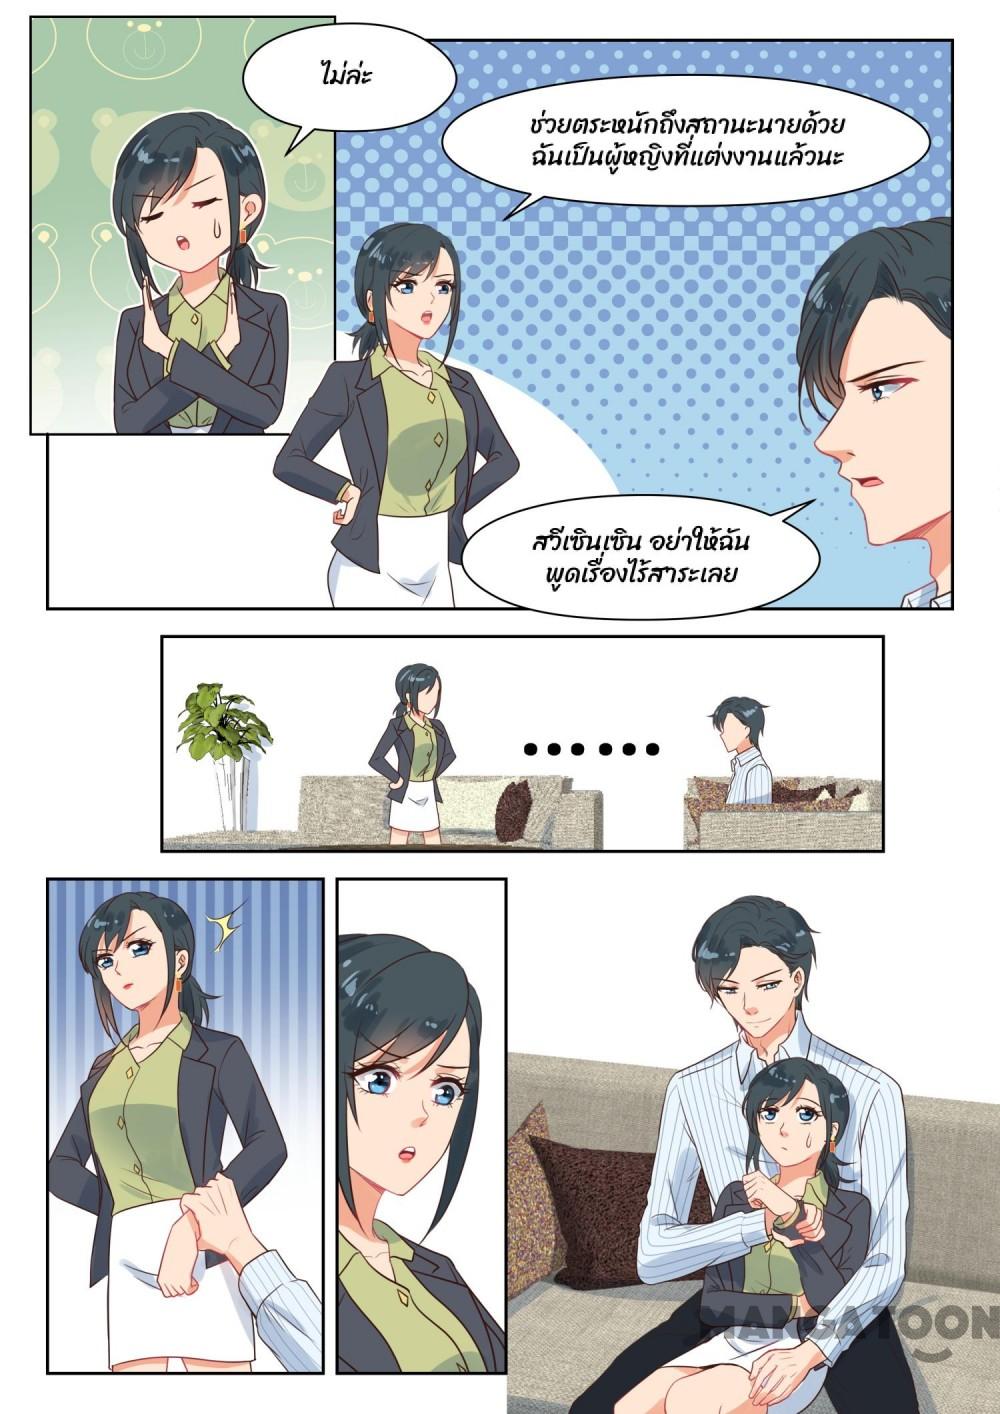 ไม่ล่ะ
ช่วยตระหนักถึงสถานะนายด้วย
ฉันเป็นผู้หญิงที่แต่งงานแล้วนะ
สวีเซินเซิน อย่าให้ฉัน
พูดเรื่องไร้สาระเลย
••••••
MANGATOON